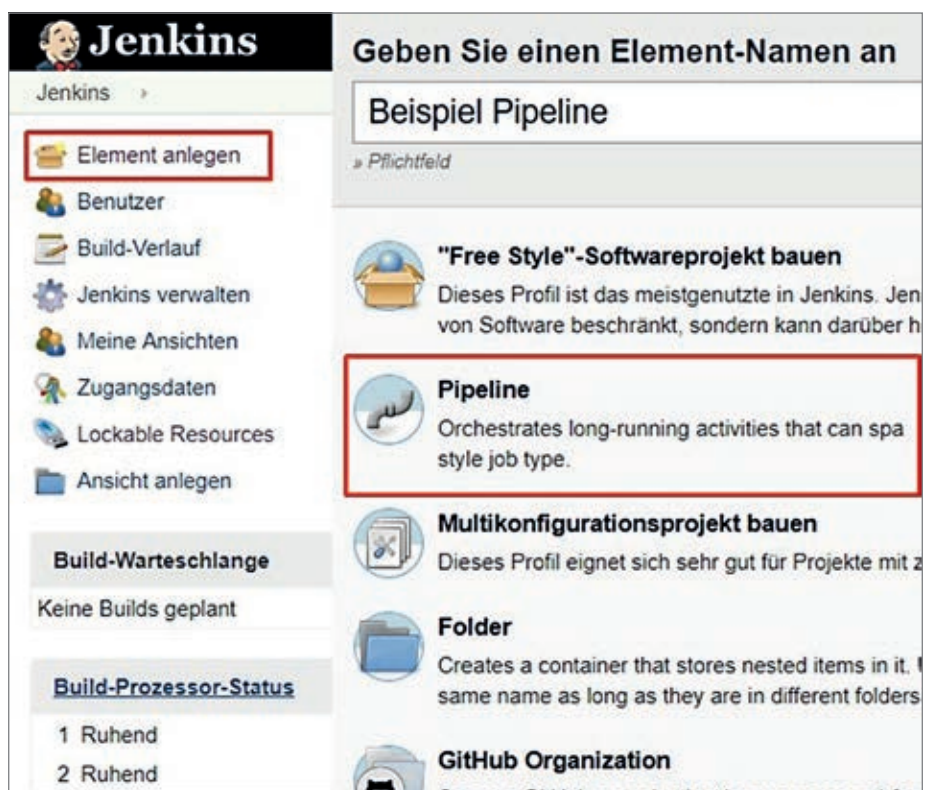 Jenkins
Jenkins
Element anlegen
Benutzer
Build-Verlauf
Jenkins verwalten
Meine Ansichten
Zugangsdaten
Lockable Resources
Ansicht anlegen
Build-Warteschlange
Keine Builds geplant
Build-Prozessor-Status
1 Ruhend
2 Ruhend
Geben Sie einen Element-Namen an
Beispiel Pipeline
» Pflichtfeld
"Free Style"-Softwareprojekt bauen
Dieses Profil ist das meistgenutzte in Jenkins. Jen
von Software beschränkt, sondern kann darüber h
Pipeline
Orchestrates long-running activities that can spa
style job type.
Multikonfigurationsprojekt bauen
Dieses Profil eignet sich sehr gut für Projekte mit z
Folder
Creates a container that stores nested items in it.
same name as long as they are in different folders
GitHub Organization